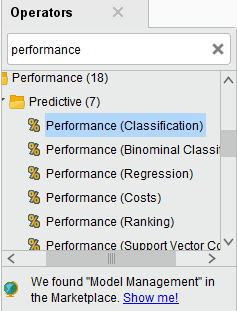 Operators
performance
Performance (18)
Predictive (7)
Performance (Classification)
Performance (Binominal Classif
Performance (Regression)
Performance (Costs)
Performance (Ranking)
Performance (Support Vector Co
We found "Model Management" in
the Marketplace. Show me!